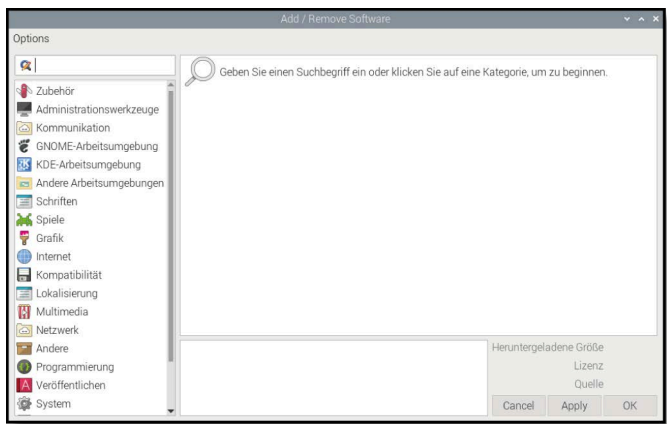 Add / Remove Software
Options
Geben Sie einen Suchbegriff ein oder klicken Sie auf eine Kategorie, um zu beginnen.
Zubehör
Administrationswerkzeuge
Kommunikation
GNOME-Arbeitsumgebung
KDE-Arbeitsumgebung
Andere Arbeitsumgebungen
Schriften
Spiele
Grafik
Internet
Kompatibilität
Lokalisierung
Multimedia
Netzwerk
Andere
Programmierung
Veröffentlichen
System
Heruntergeladene Größe
Lizenz
Quelle
Cancel Apply OK